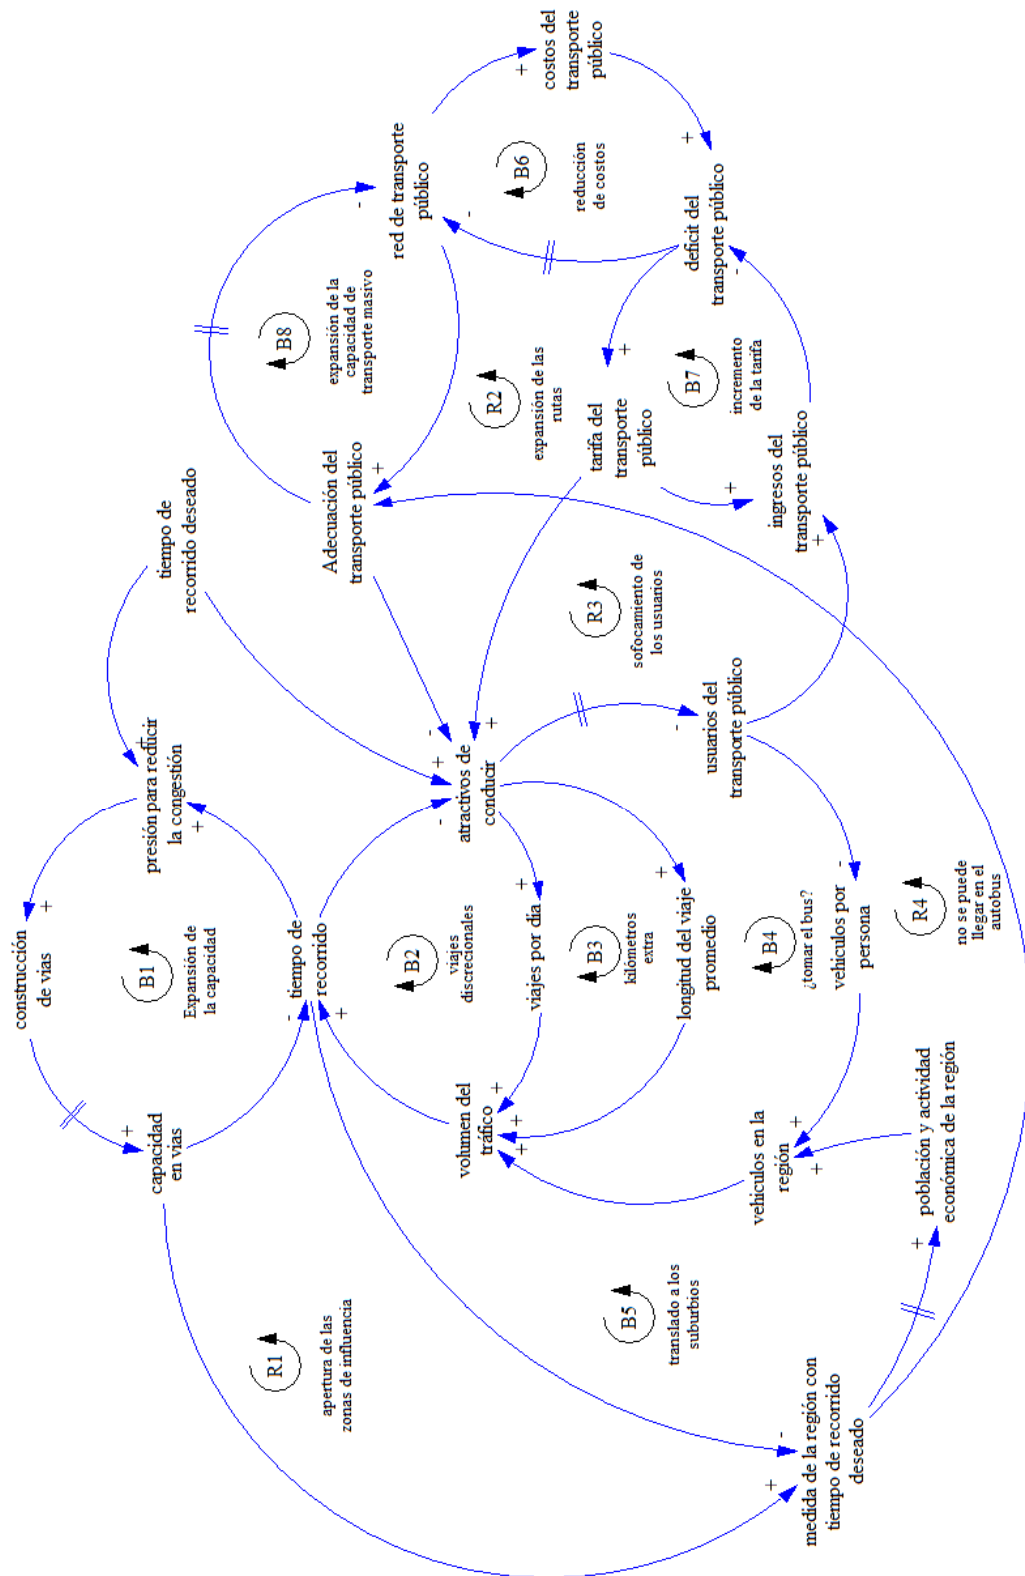 construcción
de vias
capacidad
en vias
+
+
B1
Expansión de
la capacidad
presión para reducir
la congestión
+
+
tiempo de
recorrido deseado
-
tiempo de
recorrido
+
R1
apertura de las
zonas de influencia
B8
expansión de la
capacidad de
transporte masivo
-
red de transporte
público
-
+
costos del
transporte
público
Adecuación del
transporte público
+
B2
viajes
discrecionales
-
+
-
+
atractivos de
conducir
volumen del
tráfico
+
+
+
viajes por día
+
B3
kilómetros
extra
longitud del viaje
promedio
+
R2
expansión de las
rutas
B6
reducción
de costos
+
deficit del
transporte público
-
tarifa del
transporte
público
+
R3
sofocamiento de
los usuarios
B7
incremento
de la tarifa
B5
translado a los
suburbios
B4
¿tomar el bus?
-
usuarios del
transporte público
+
ingresos del
transporte público
+
vehiculos en la
región
+
+
vehiculos por
persona
-
R4
no se puede
llegar en el
autobus
+
-
medida de la región con
tiempo de recorrido
deseado
+
población y actividad
económica de la región